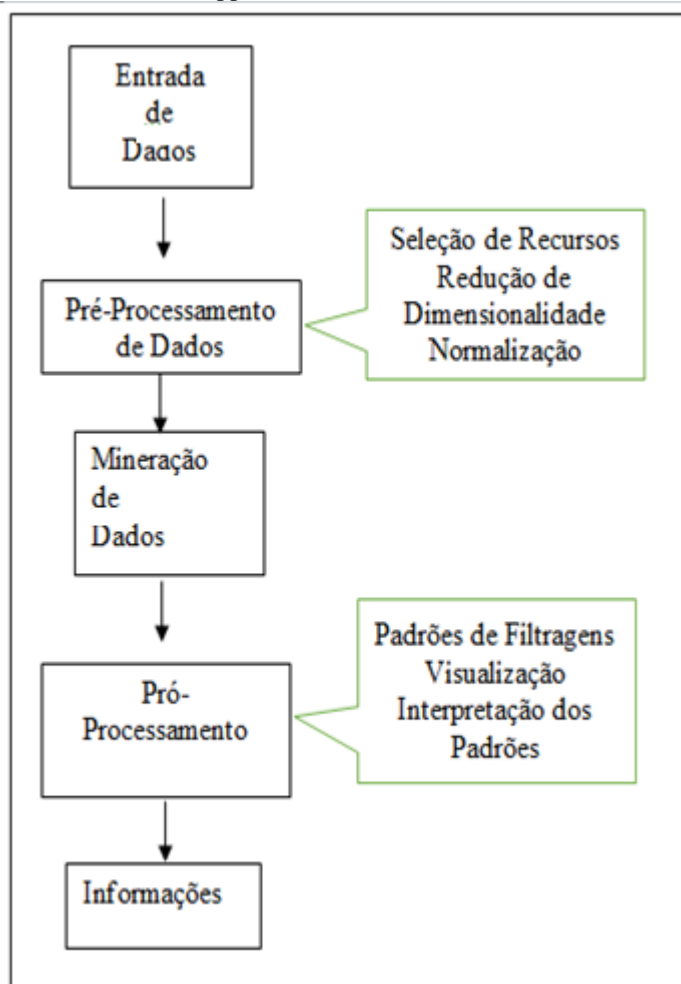 Entrada
de
Dados
Seleção de Recursos
Redução de
Dimensionalidade
Normalização
Pré-Processamento
de Dados
Mineração
de
Dados
Padrões de Filtragens
Visualização
Interpretação dos
Padrões
Pró-
Processamento
Informações